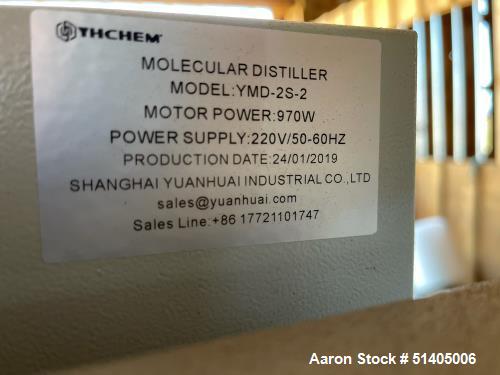 THCHEM
MOLECULAR DISTILLER
MODEL:YMD-2S-2
MOTOR POWER:970W
POWER SUPPLY:220V/50-60HZ
PRODUCTION DATE:24/01/2019
SHANGHAI YUANHUAI INDUSTRIAL CO.,LTD
sales@yuanhuai.com
Sales Line:+86 17721101747
Aaron Stock # 51405006